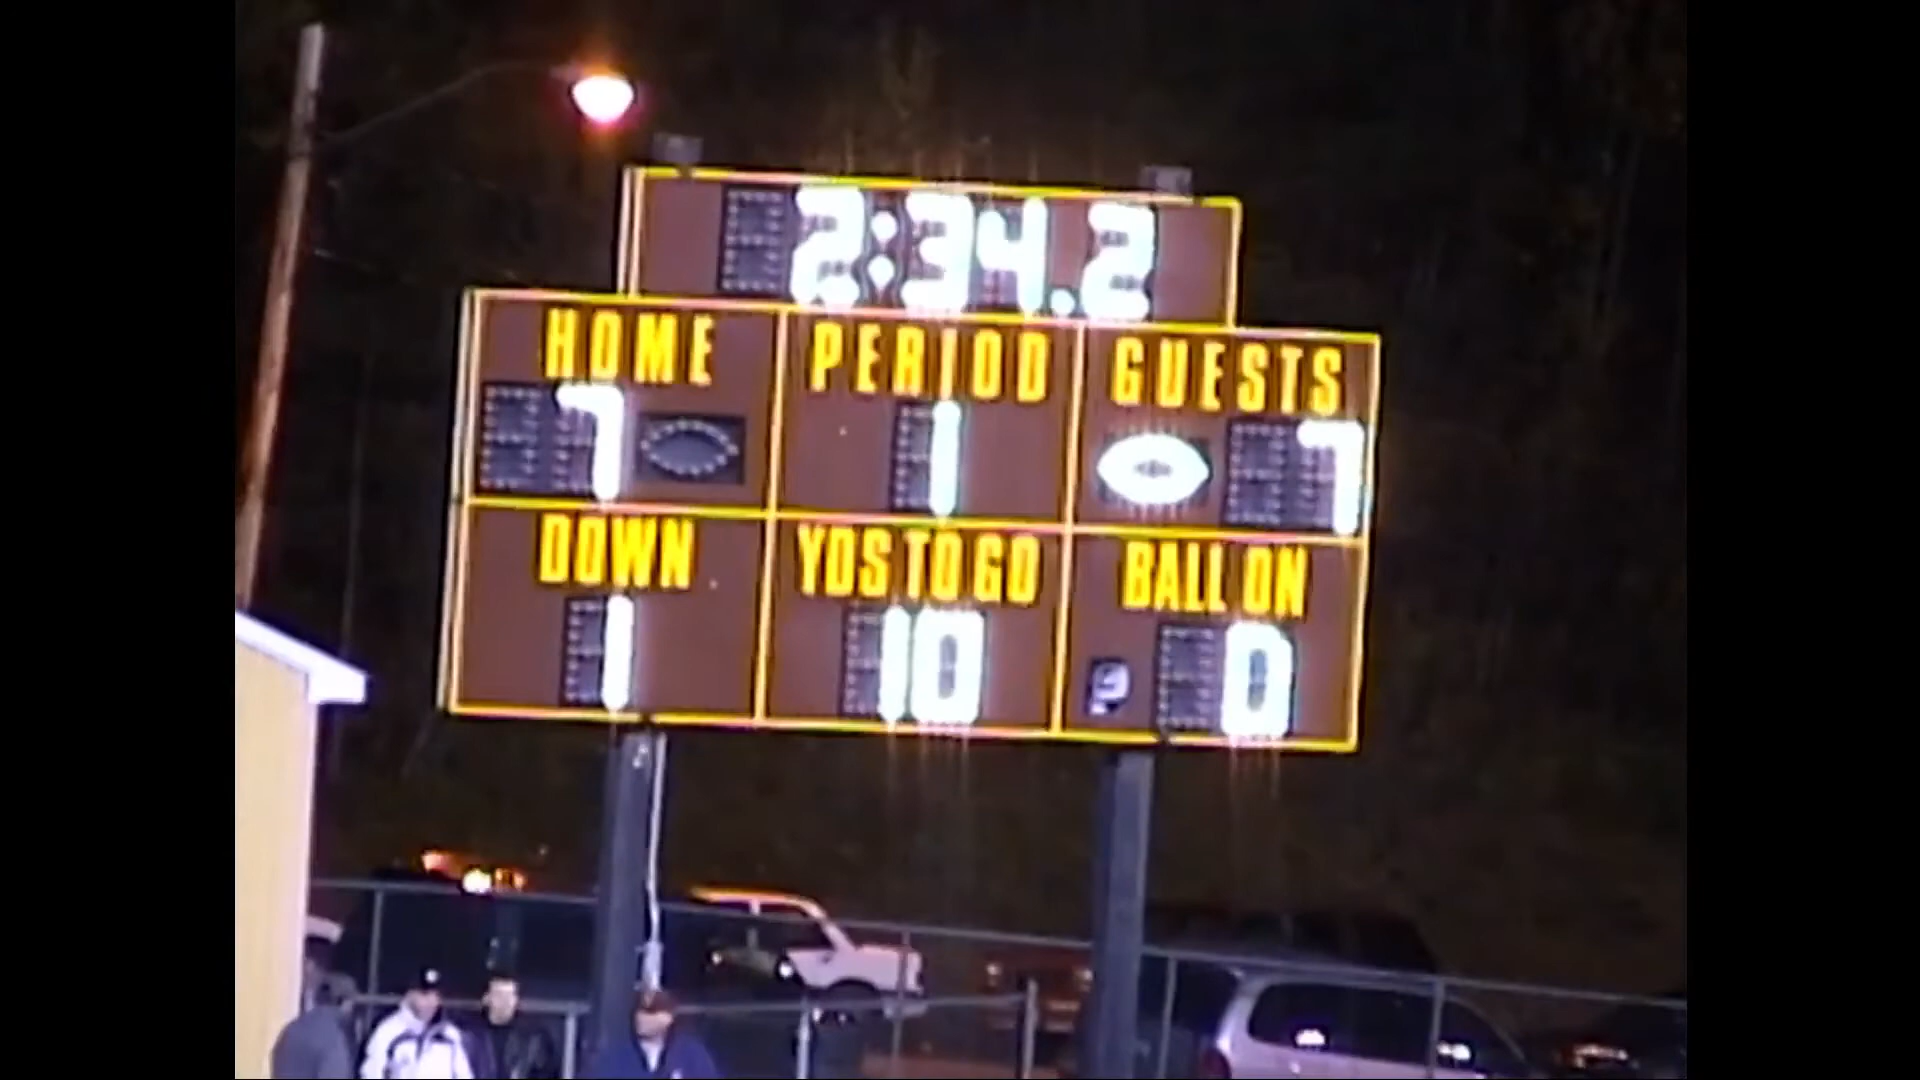 2:34.2
HOME PERIOD GUESTS
7 1 7
DOWN YDS TO GO BALL ON
1 10 0